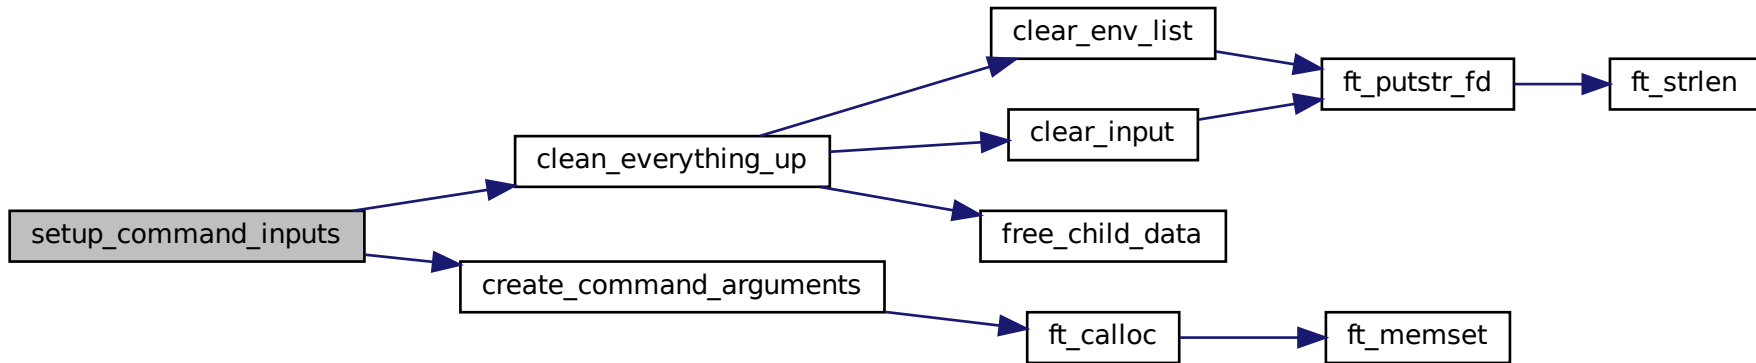 clear_env_list
ft_putstr_fd
ft_strlen
clear_input
clean_everything_up
setup_command_inputs
free_child_data
create_command_arguments
ft_calloc
ft_memset